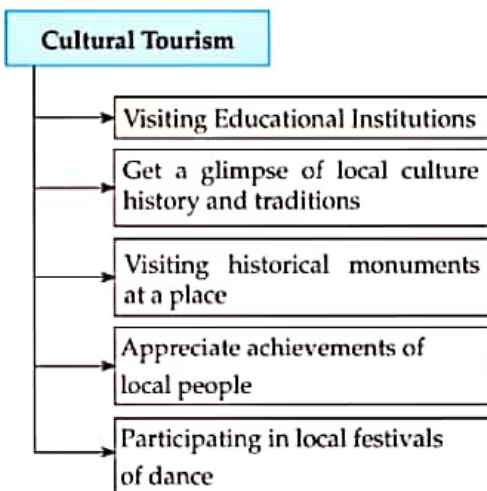 Cultural Tourism
Visiting Educational Institutions
Get a glimpse of local culture
history and traditions
Visiting historical monuments
at a place
Appreciate achievements of
local people
Participating in local festivals
of dance